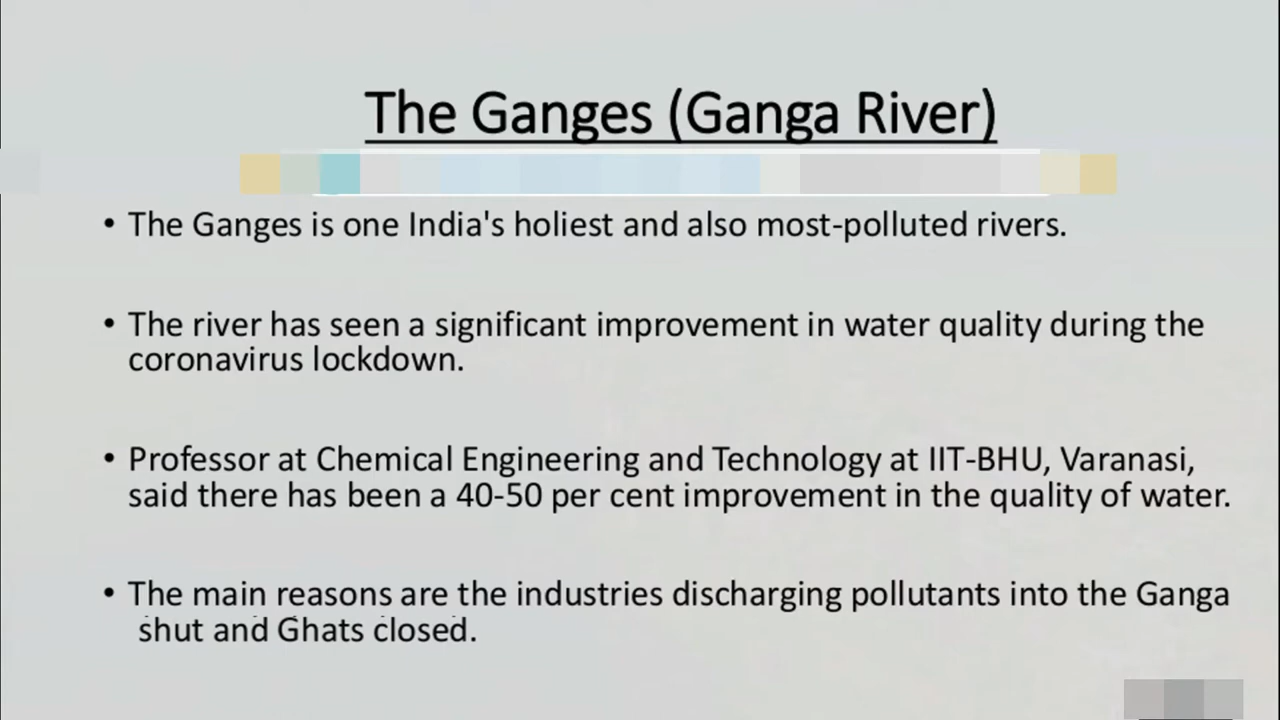 The Ganges (Ganga River)
• The Ganges is one India's holiest and also most-polluted rivers.
• The river has seen a significant improvement in water quality during the
coronavirus lockdown.
• Professor at Chemical Engineering and Technology at IIT-BHU, Varanasi,
said there has been a 40-50 per cent improvement in the quality of water.
• The main reasons are the industries discharging pollutants into the Ganga
shut and Ghats closed.